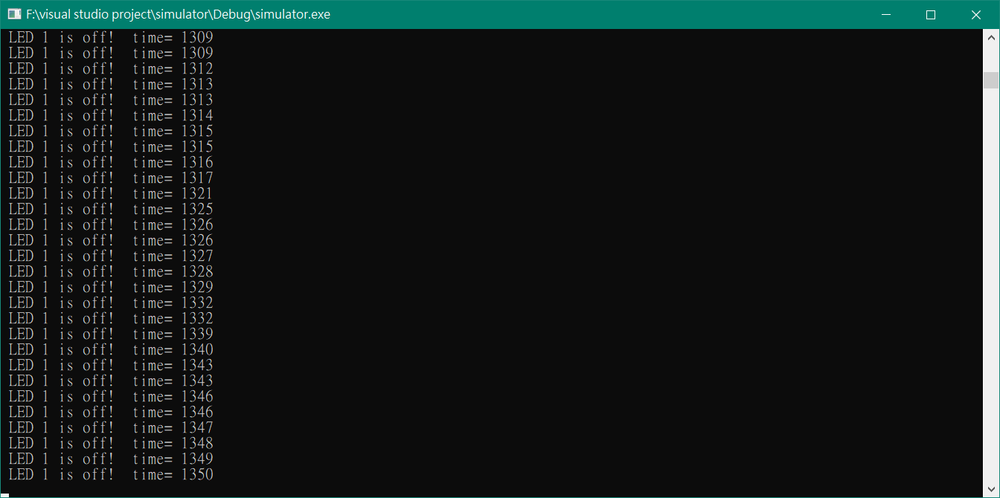 F:\visual studio project\simulator\Debug\simulator.exe
LED 1 is off!  time= 1309
LED 1 is off!  time= 1309
LED 1 is off!  time= 1312
LED 1 is off!  time= 1313
LED 1 is off!  time= 1313
LED 1 is off!  time= 1314
LED 1 is off!  time= 1315
LED 1 is off!  time= 1315
LED 1 is off!  time= 1316
LED 1 is off!  time= 1317
LED 1 is off!  time= 1321
LED 1 is off!  time= 1325
LED 1 is off!  time= 1326
LED 1 is off!  time= 1326
LED 1 is off!  time= 1327
LED 1 is off!  time= 1328
LED 1 is off!  time= 1329
LED 1 is off!  time= 1332
LED 1 is off!  time= 1332
LED 1 is off!  time= 1339
LED 1 is off!  time= 1340
LED 1 is off!  time= 1343
LED 1 is off!  time= 1343
LED 1 is off!  time= 1346
LED 1 is off!  time= 1346
LED 1 is off!  time= 1347
LED 1 is off!  time= 1348
LED 1 is off!  time= 1349
LED 1 is off!  time= 1350